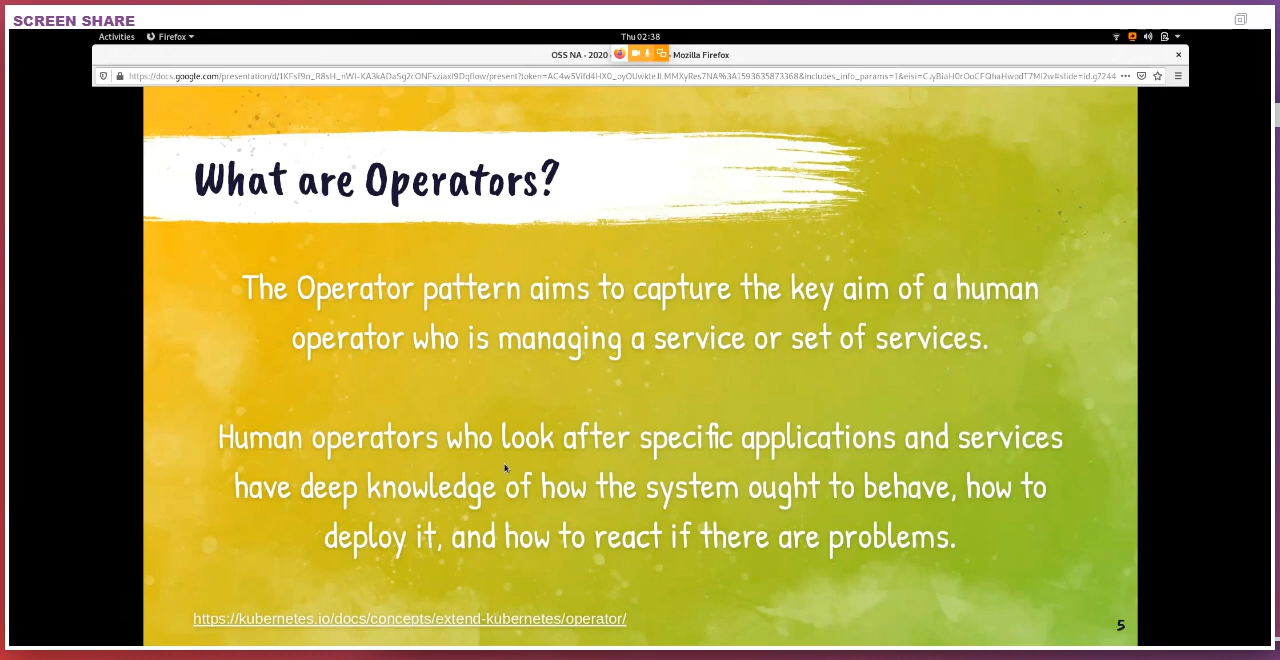 SCREEN SHARE
Activities Firefox Thu 02:38
OSS NA - 2020 - Mozilla Firefox
What are Operators?
The Operator pattern aims to capture the key aim of a human
operator who is managing a service or set of services.
Human operators who look after specific applications and services
have deep knowledge of how the system ought to behave, how to
deploy it, and how to react if there are problems.
https://kubernetes.io/docs/concepts/extend-kubernetes/operator/
5